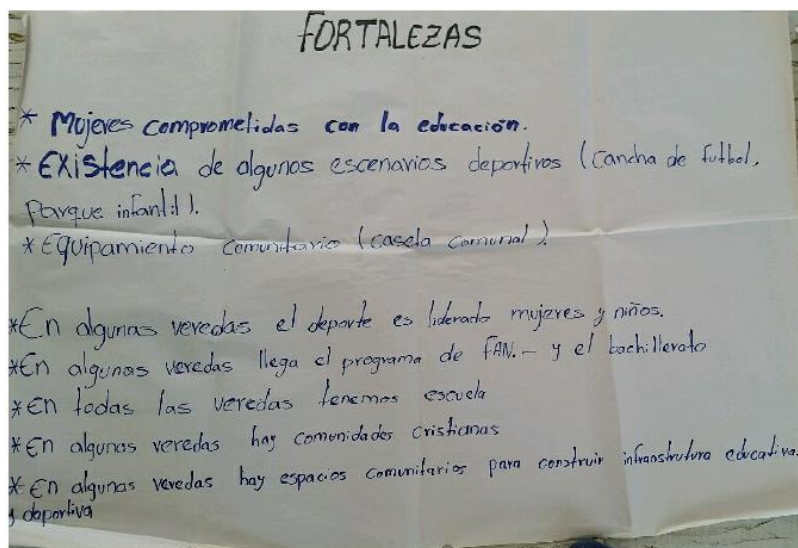 FORTALEZAS
* Mujeres comprometidas con la educación.
* Existencia de algunos escenarios deportivos (cancha de futbol,
Parque infantil).
* Equipamiento comunitario (caseta comunal).
*En algunas veredas el deporte es liderado mujeres y niños.
*En algunas veredas llega el programa de FAN.- y el bachillerato
*En todas las veredas tenemos escuela
*En algunas veredas hay comunidades cristianas
*En algunas veredas hay espacios comunitarios para construir infranstrutura educativa.
y deportiva